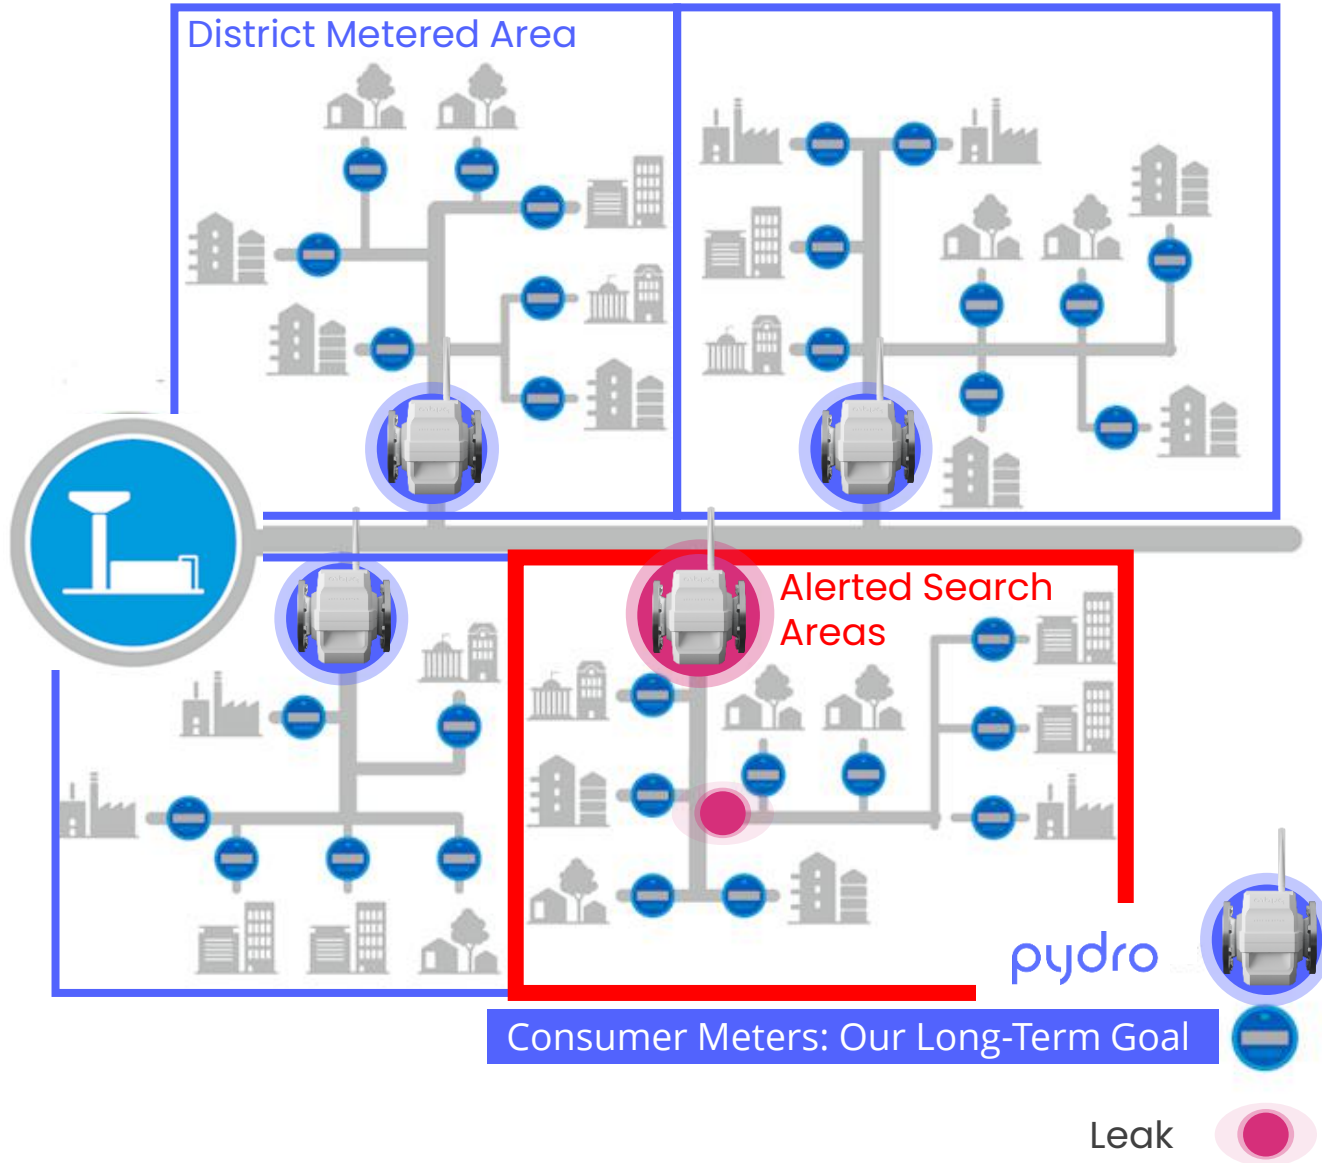 District Metered Area
Alerted Search
Areas
pydro
Consumer Meters: Our Long-Term Goal
Leak